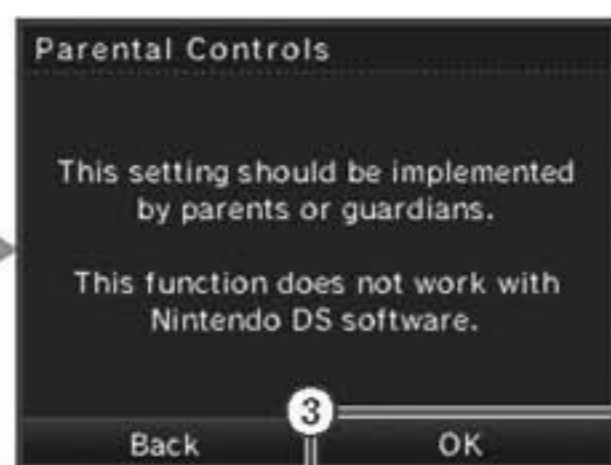 Parental Controls
This setting should be implemented
by parents or guardians.
This function does not work with
Nintendo DS software.
3
Back OK